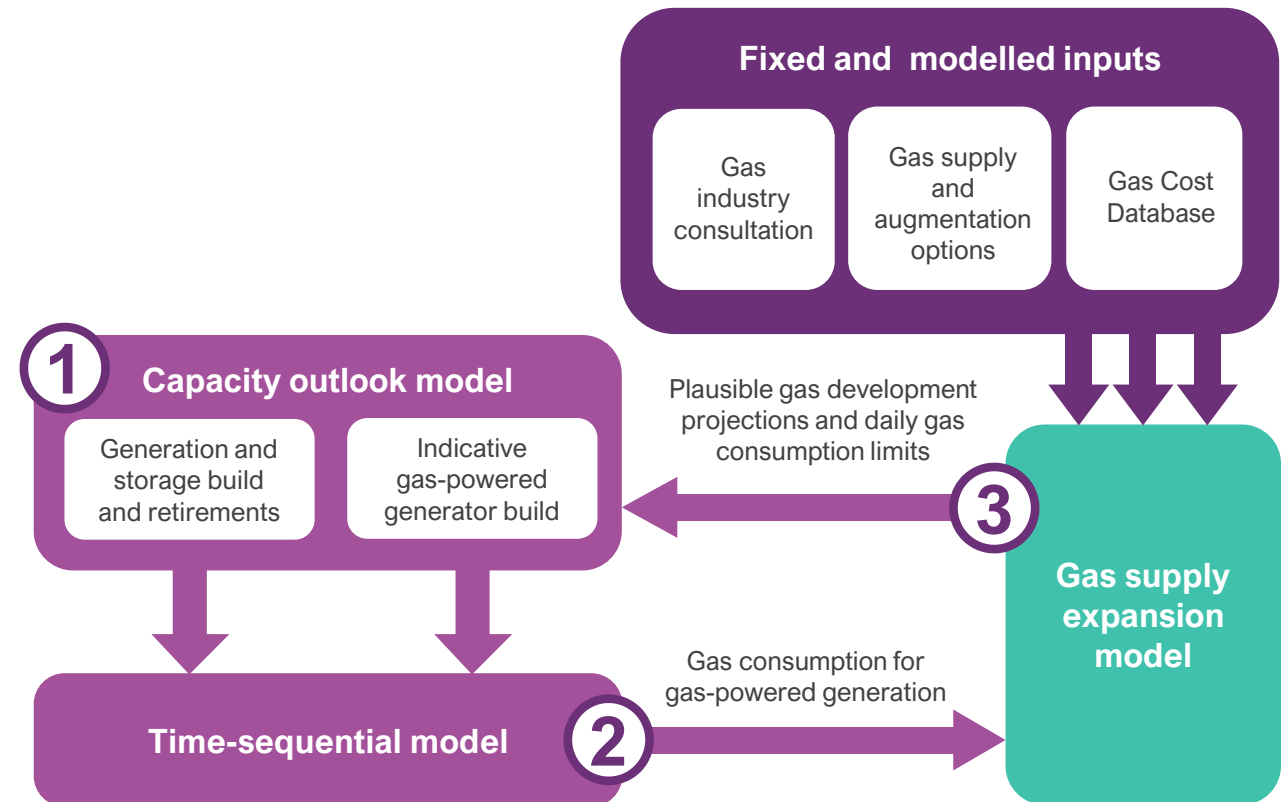 Fixed and modelled inputs
Gas
industry
consultation
Gas supply
and
augmentation
options
Gas Cost
Database
1
Capacity outlook model
Generation and
storage build
and retirements
Indicative
gas-powered
generator build
Plausible gas development
projections and daily gas
consumption limits
3
Gas supply
expansion
model
Gas consumption for
gas-powered generation
Time-sequential model
2